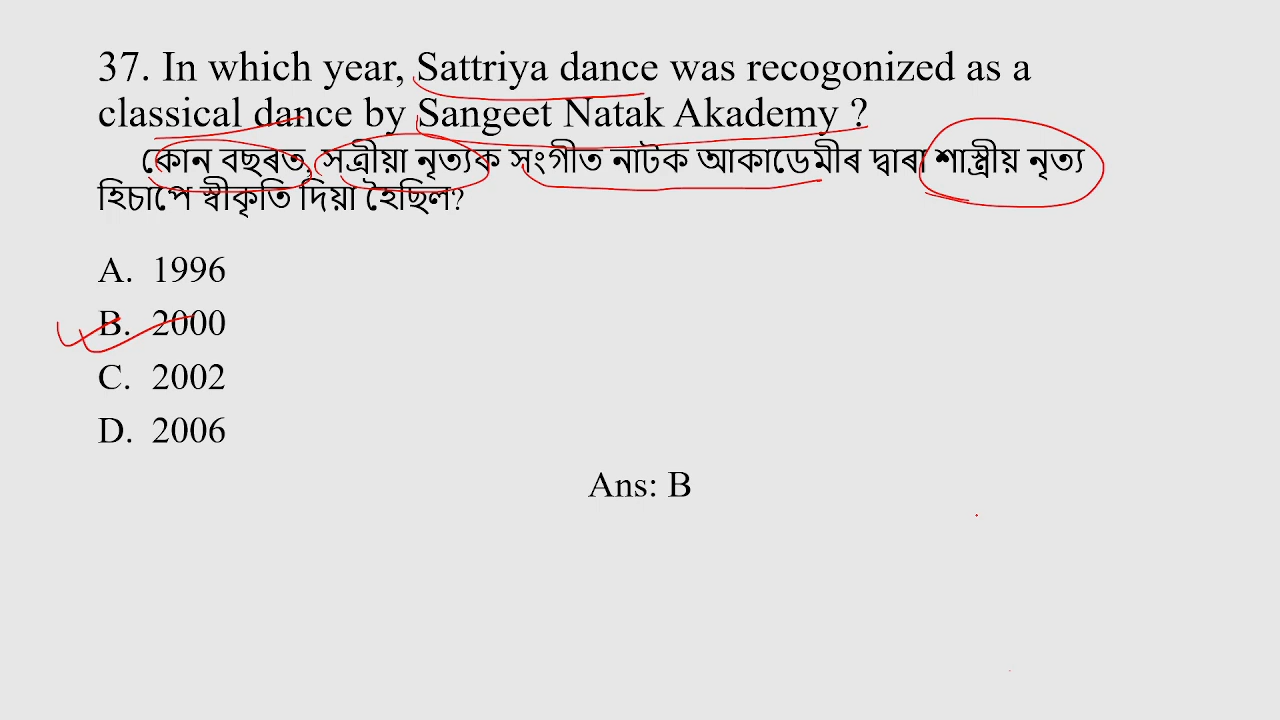 37. In which year, Sattriya dance was recogonized as a
classical dance by Sangeet Natak Akademy ?
কোন বছৰত, সত্ৰীয়া নৃত্যক সংগীত নাটক আকাডেমীৰ দ্বাৰা শাস্ত্ৰীয় নৃত্য
হিচাপে স্বীকৃতি দিয়া হৈছিল?
A. 1996
B. 2000
C. 2002
D. 2006
Ans: B